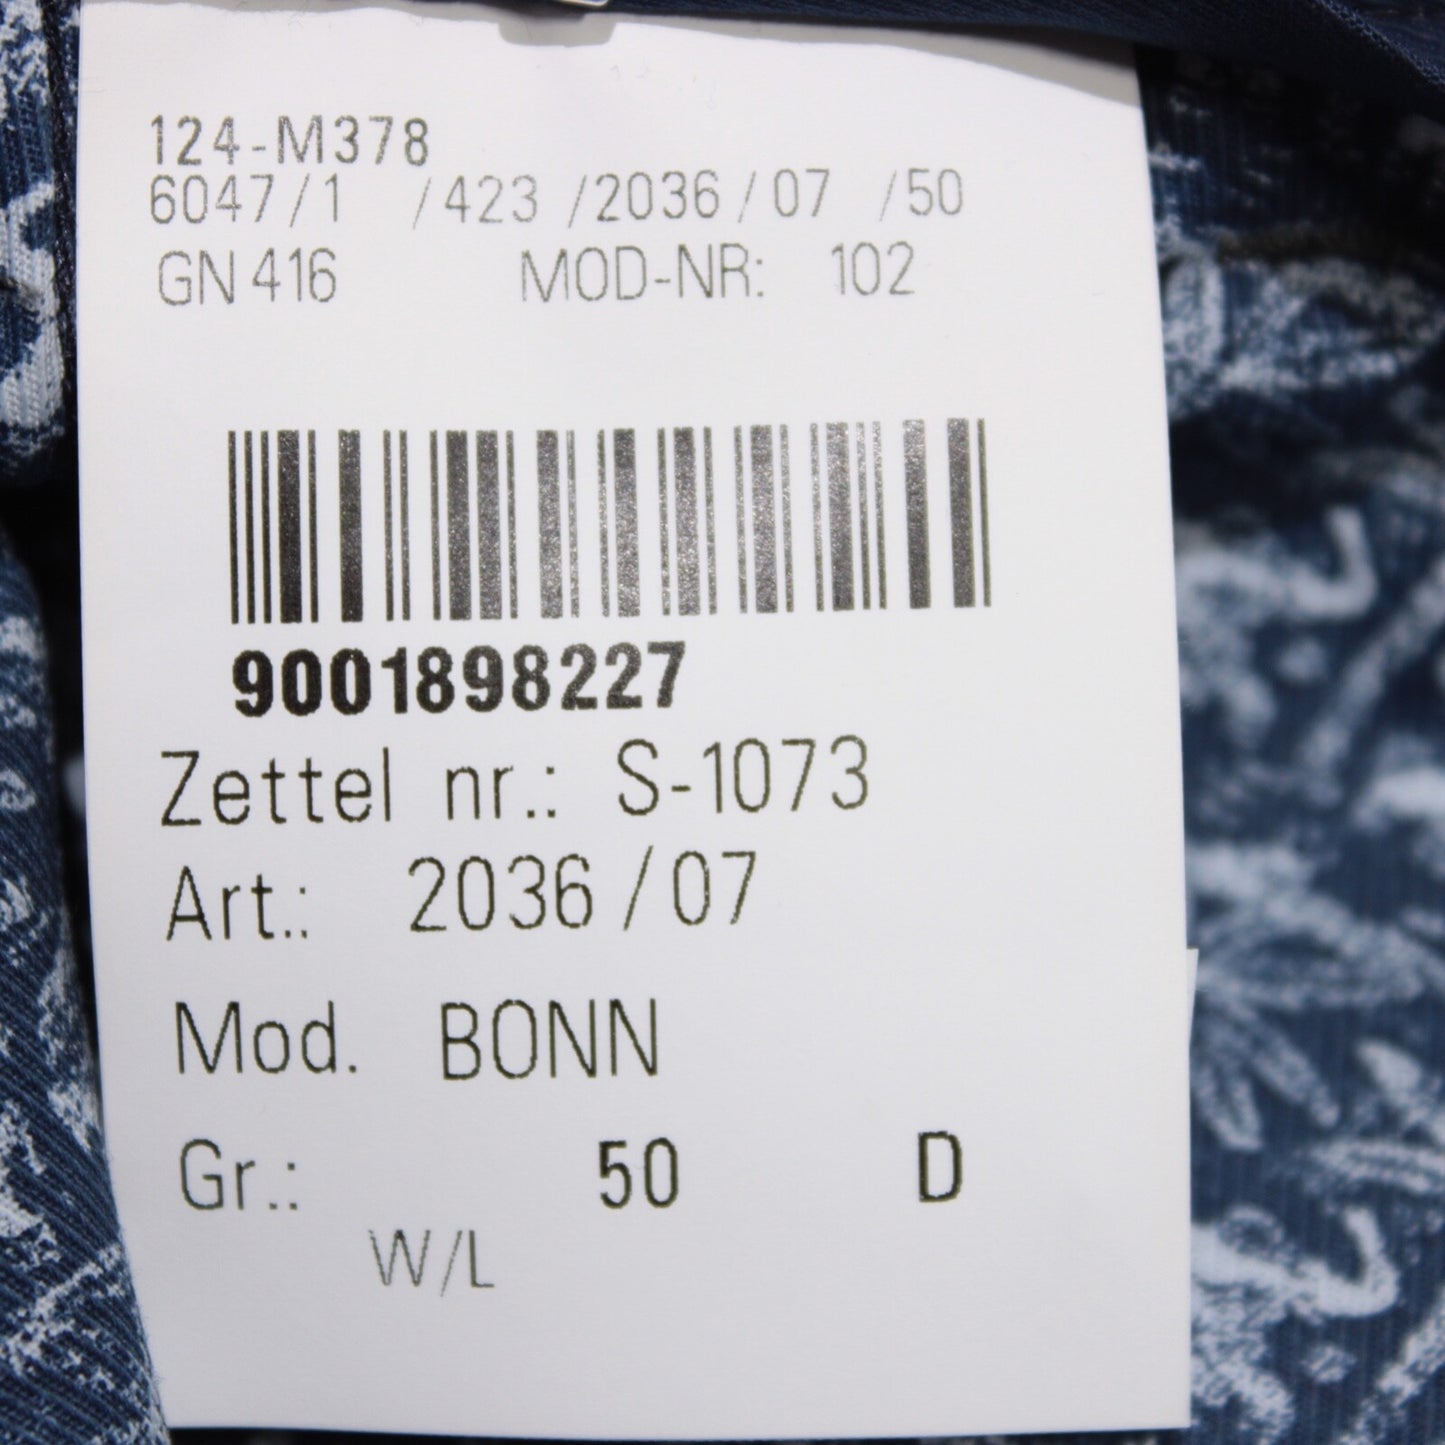 124-M378
6047/1 /423 /2036/07 /50
GN 416 MOD-NR: 102
9001898227
Zettel nr.: S-1073
Art.: 2036/07
Mod. BONN
Gr.: 50 D
W/L